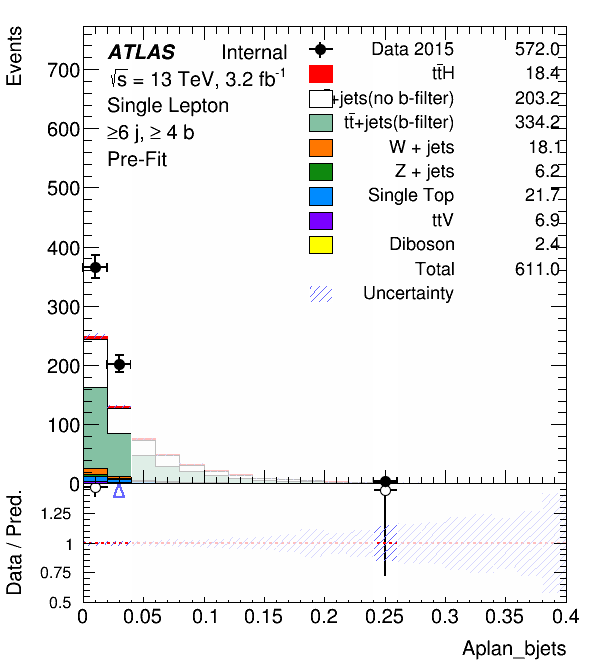 Events
ATLAS Internal
√s = 13 TeV, 3.2 fb-1
Single Lepton
≥6 j, ≥ 4 b
Pre-Fit
Data 2015 572.0
tt̄H 18.4
+jets(no b-filter) 203.2
tt̄+jets(b-filter) 334.2
W + jets 18.1
Z + jets 6.2
Single Top 21.7
ttV 6.9
Diboson 2.4
Total 611.0
Uncertainty
700
600
500
400
300
200
100
0
Data / Pred.
1.25
1
0.75
0.5
0 0.05 0.1 0.15 0.2 0.25 0.3 0.35 0.4
Aplan_bjets